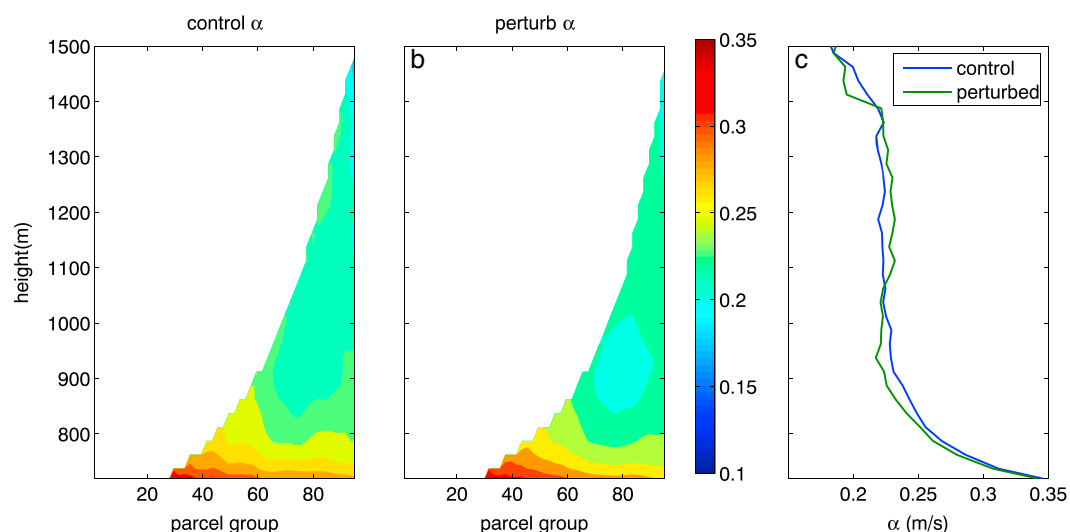 control α
perturb α
b
c
height(m)
1500
1400
1300
1200
1100
1000
900
800
20
40
60
80
parcel group
20
40
60
80
parcel group
0.35
0.3
0.25
0.2
0.15
0.1
control
perturbed
0.2
0.25
0.3
0.35
α (m/s)